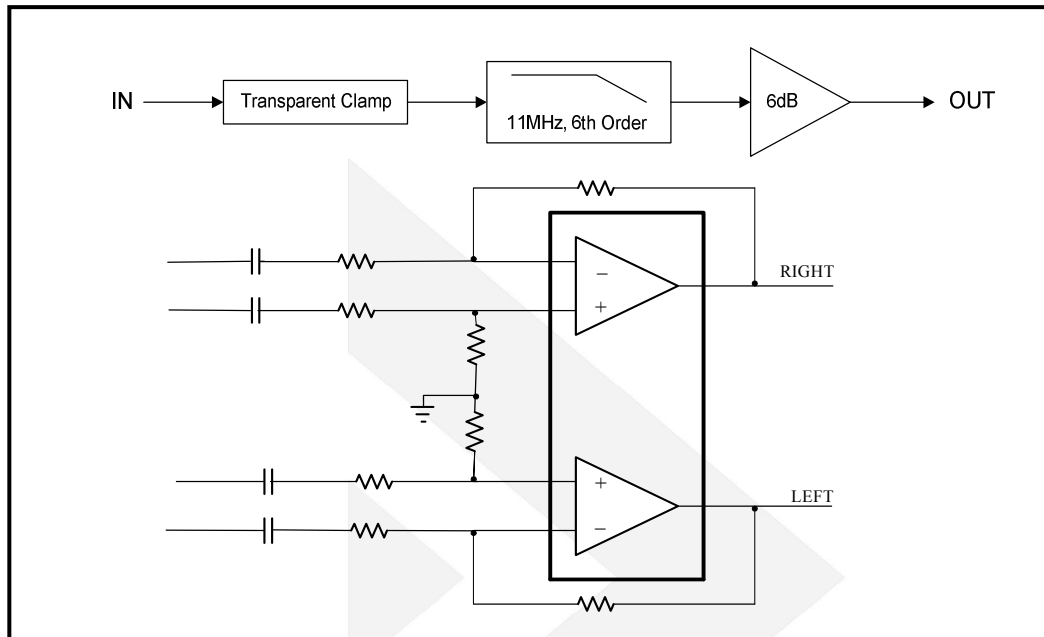 IN Transparent Clamp 11MHz, 6th Order 6dB OUT
− RIGHT
+
+ LEFT
−